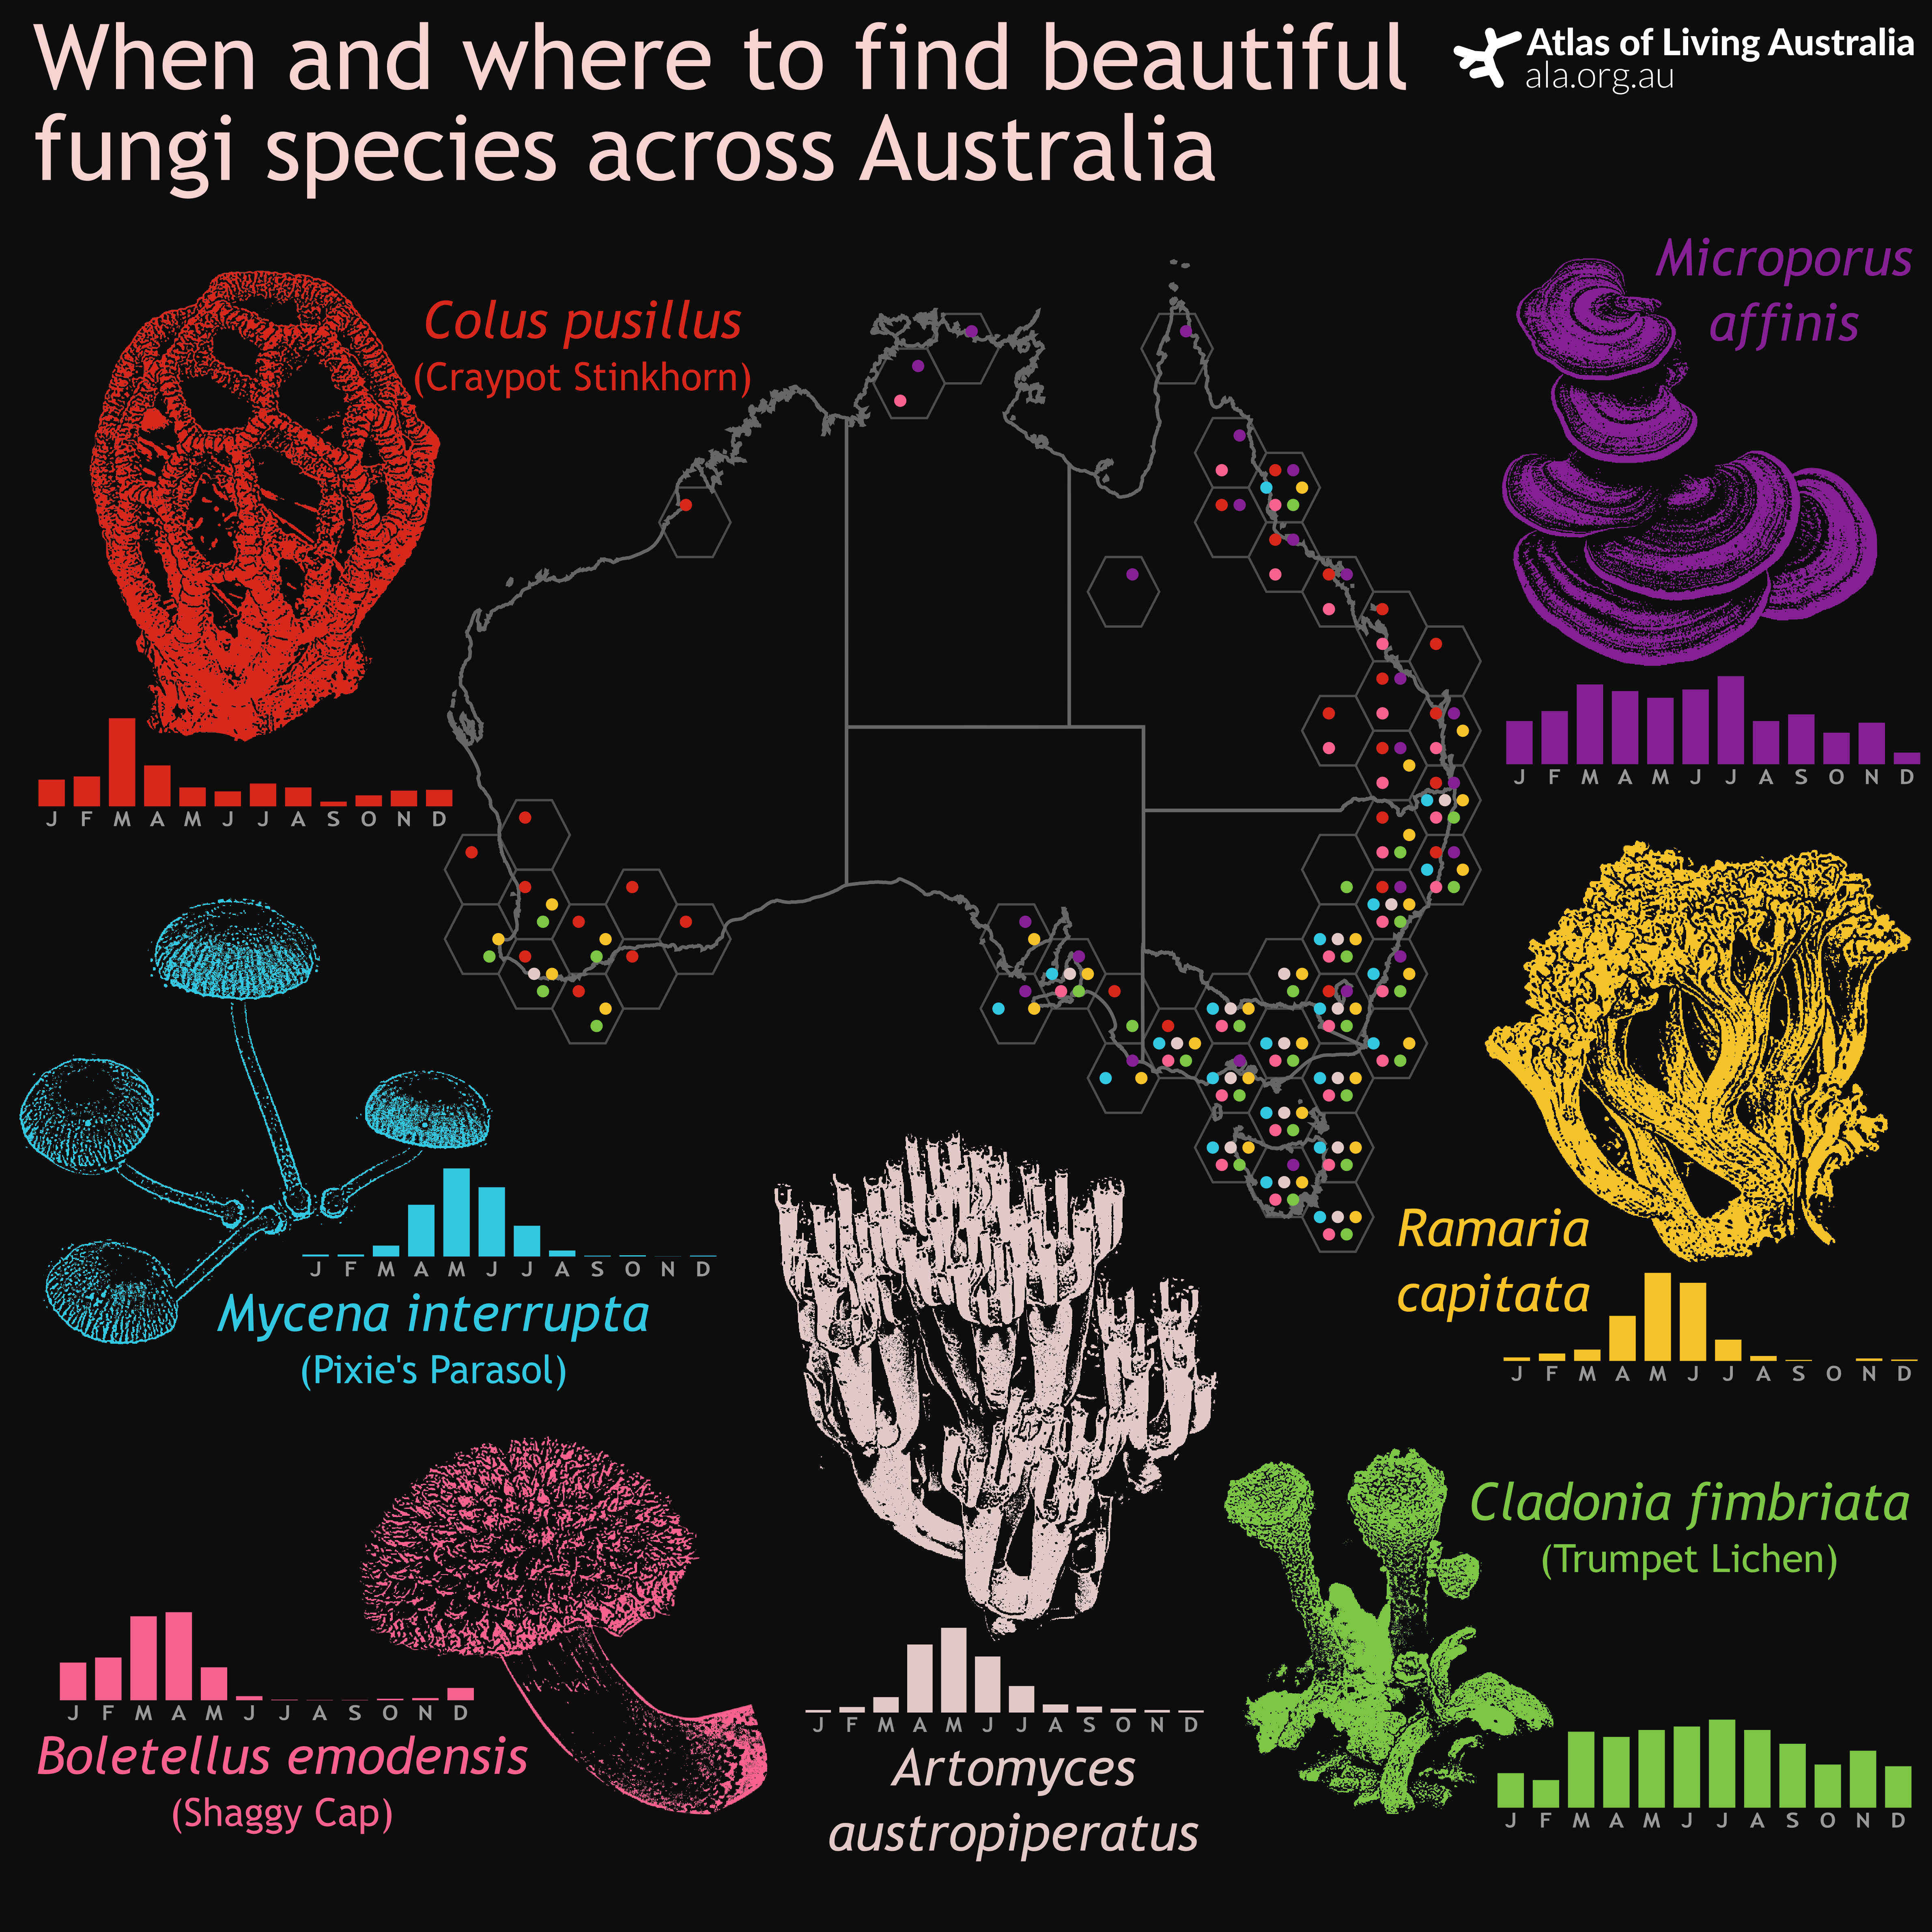 When and where to find beautiful
fungi species across Australia
Atlas of Living Australia
ala.org.au
Colus pusillus
(Craypot Stinkhorn)
J F M A M J J A S O N D
Microporus
affinis
J F M A M J J A S O N D
J F M A M J J A S O N D
Mycena interrupta
(Pixie's Parasol)
Ramaria
capitata
J F M A M J J A S O N D
J F M A M J J A S O N D
Boletellus emodensis
(Shaggy Cap)
J F M A M J J A S O N D
Artomyces
austropiperatus
Cladonia fimbriata
(Trumpet Lichen)
J F M A M J J A S O N D